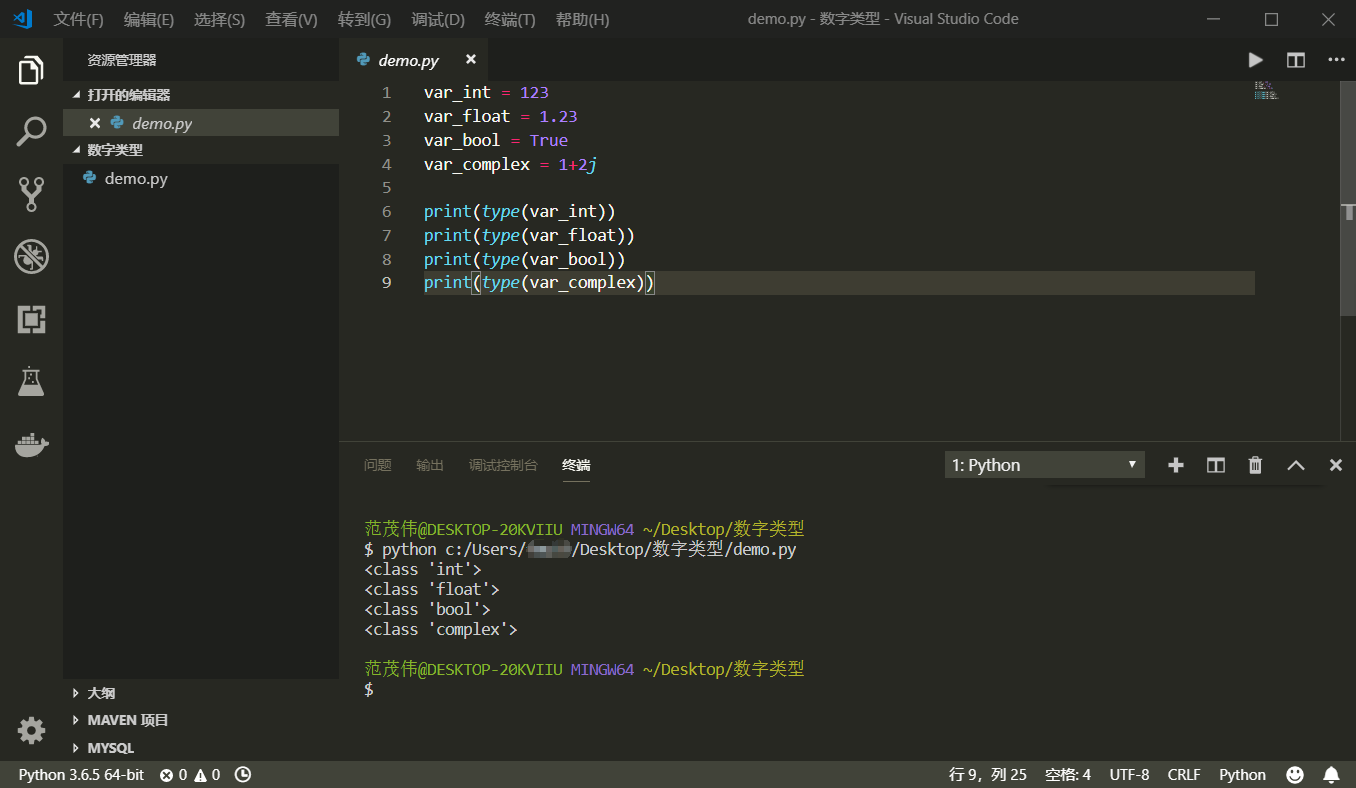 文件(F) 编辑(E) 选择(S) 查看(V) 转到(G) 调试(D) 终端(T) 帮助(H) demo.py - 数字类型 - Visual Studio Code
资源管理器
打开的编辑器
demo.py
数字类型
demo.py
大纲
MAVEN 项目
MYSQL
demo.py
1 var_int = 123
2 var_float = 1.23
3 var_bool = True
4 var_complex = 1+2j
5
6 print(type(var_int))
7 print(type(var_float))
8 print(type(var_bool))
9 print(type(var_complex))
问题 输出 调试控制台 终端 1: Python
范茂伟@DESKTOP-20KVIIU MINGW64 ~/Desktop/数字类型
$ python c:/Users/ /Desktop/数字类型/demo.py
<class 'int'>
<class 'float'>
<class 'bool'>
<class 'complex'>
范茂伟@DESKTOP-20KVIIU MINGW64 ~/Desktop/数字类型
$
Python 3.6.5 64-bit 0 0 行 9，列 25 空格: 4 UTF-8 CRLF Python